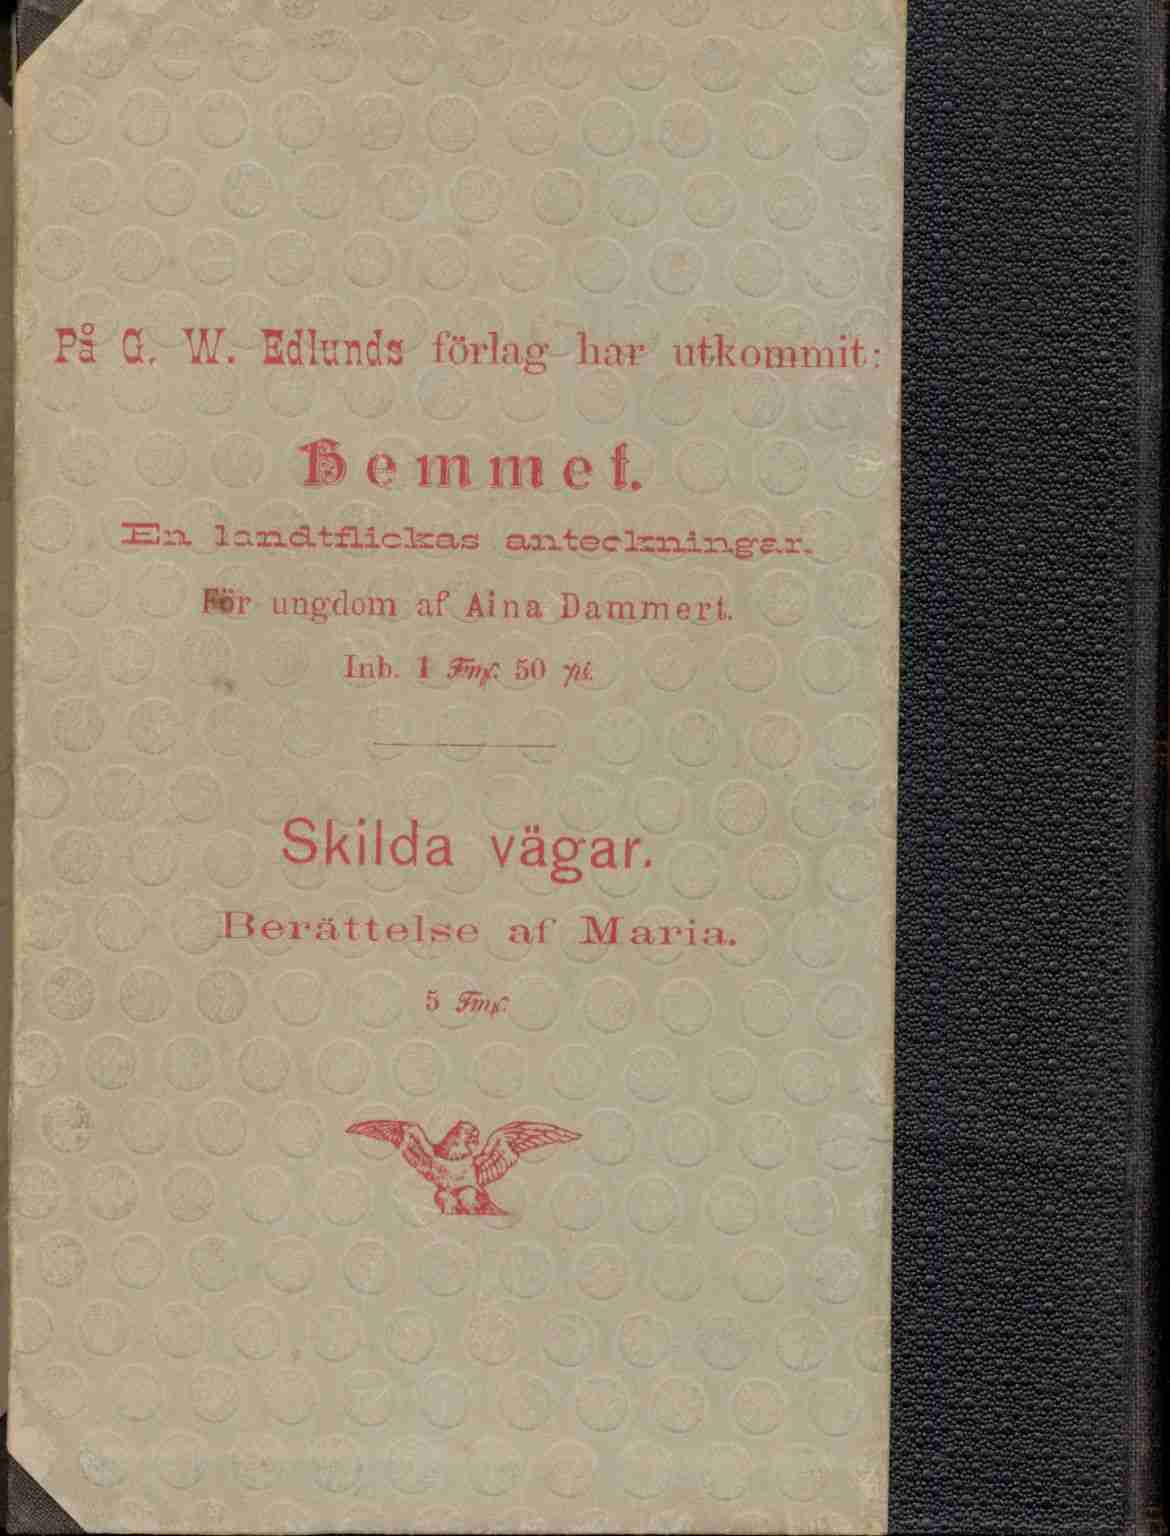 På G. W. Edlunds förlag har utkommit:
Hemmet.
En landtflickas anteckningar.
För ungdom af Aina Dammert.
Inb. 1 Fmk. 50 pi.
Skilda vägar.
Berättelse af Maria.
5 Fmk.